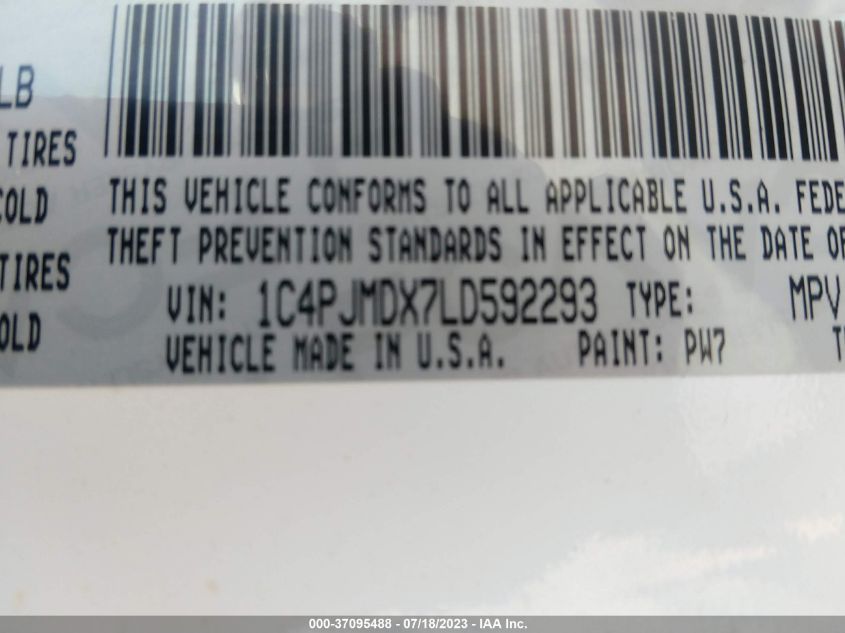 LB
TIRES
COLD
TIRES
OLD
THIS VEHICLE CONFORMS TO ALL APPLICABLE U.S.A. FEDE
THEFT PREVENTION STANDARDS IN EFFECT ON THE DATE OF
VIN: 1C4PJMDX7LD592293 TYPE: MPV
VEHICLE MADE IN U.S.A. PAINT: PW7 T
000-37095488 - 07/18/2023 - IAA Inc.